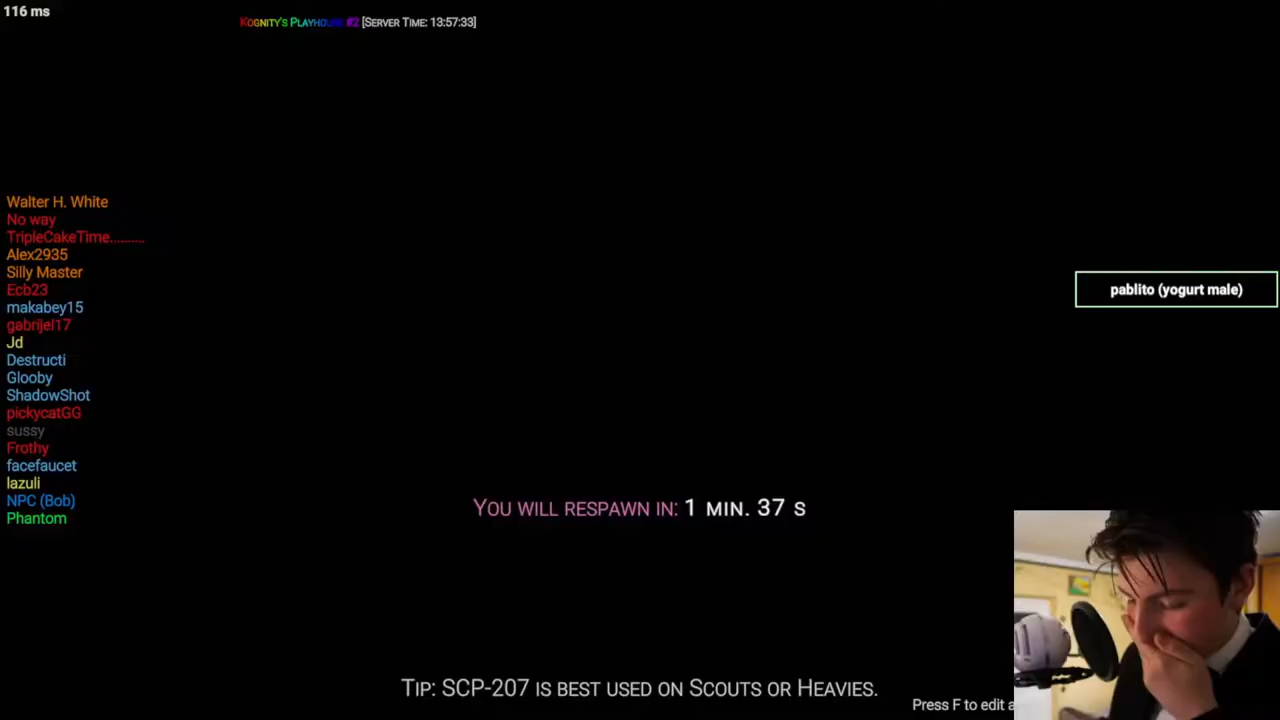 116 ms
Kognity's Playhouse #2 [Server Time: 13:57:33]
Walter H. White
No way
TripleCakeTime..........
Alex2935
Silly Master
Ecb23
makabey15
gabrijel17
Jd
Destructi
Glooby
ShadowShot
pickycatGG
sussy
Frothy
facefaucet
lazuli
NPC (Bob)
Phantom
pablito (yogurt male)
You will respawn in: 1 min. 37 s
Tip: SCP-207 is best used on Scouts or Heavies.
Press F to edit a